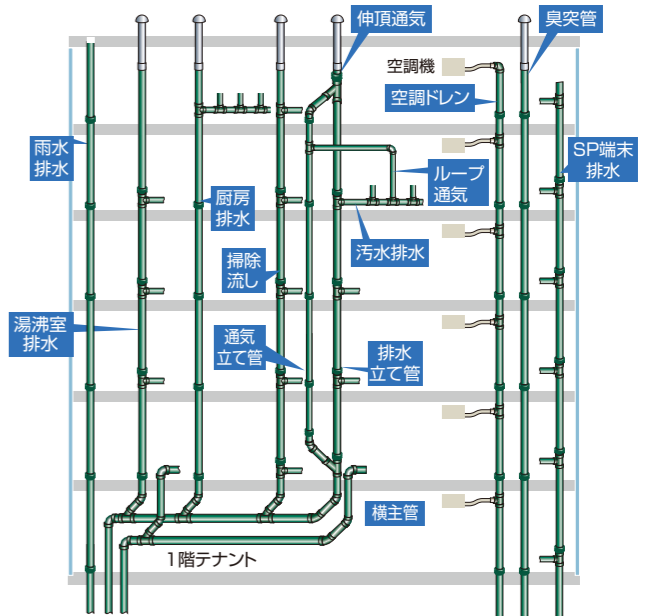 伸頂通気
臭突管
空調機
空調ドレン
雨水
排水
SP端末
排水
ループ
通気
厨房
排水
汚水排水
掃除
流し
湯沸室
排水
通気
立て管
排水
立て管
横主管
1階テナント